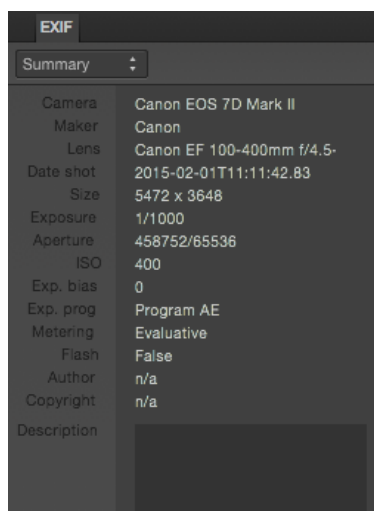 EXIF
Summary
Camera Canon EOS 7D Mark II
Maker Canon
Lens Canon EF 100-400mm f/4.5-
Date shot 2015-02-01T11:11:42.83
Size 5472 x 3648
Exposure 1/1000
Aperture 458752/65536
ISO 400
Exp. bias 0
Exp. prog Program AE
Metering Evaluative
Flash False
Author n/a
Copyright n/a
Description